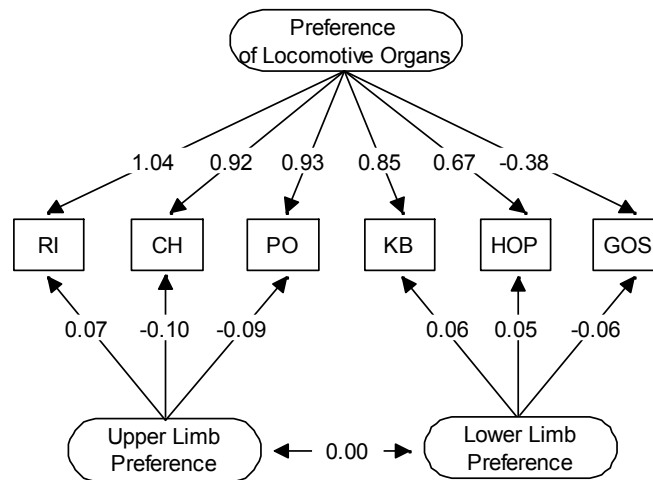 Preference
of Locomotive Organs
1.04 0.92 0.93 0.85 0.67 -0.38
RI CH PO KB HOP GOS
0.07 -0.10 -0.09 0.06 0.05 -0.06
Upper Limb
Preference
0.00
Lower Limb
Preference